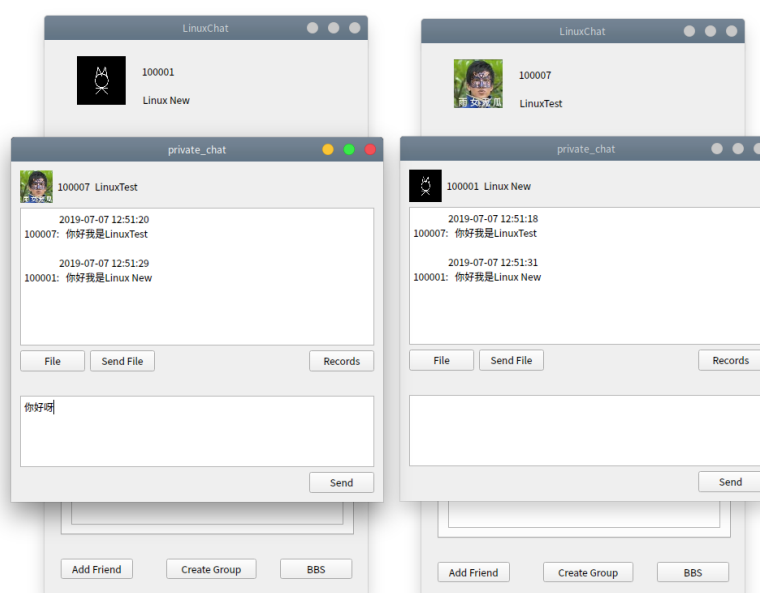 LinuxChat
100001
Linux New
private_chat
100007 LinuxTest
2019-07-07 12:51:20
100007: 你好我是LinuxTest
2019-07-07 12:51:29
100001: 你好我是Linux New
File
Send File
Records
你好呀
Send
Add Friend
Create Group
BBS
LinuxChat
100007
LinuxTest
private_chat
100001 Linux New
2019-07-07 12:51:18
100007: 你好我是LinuxTest
2019-07-07 12:51:31
100001: 你好我是Linux New
File
Send File
Records
Send
Add Friend
Create Group
BBS